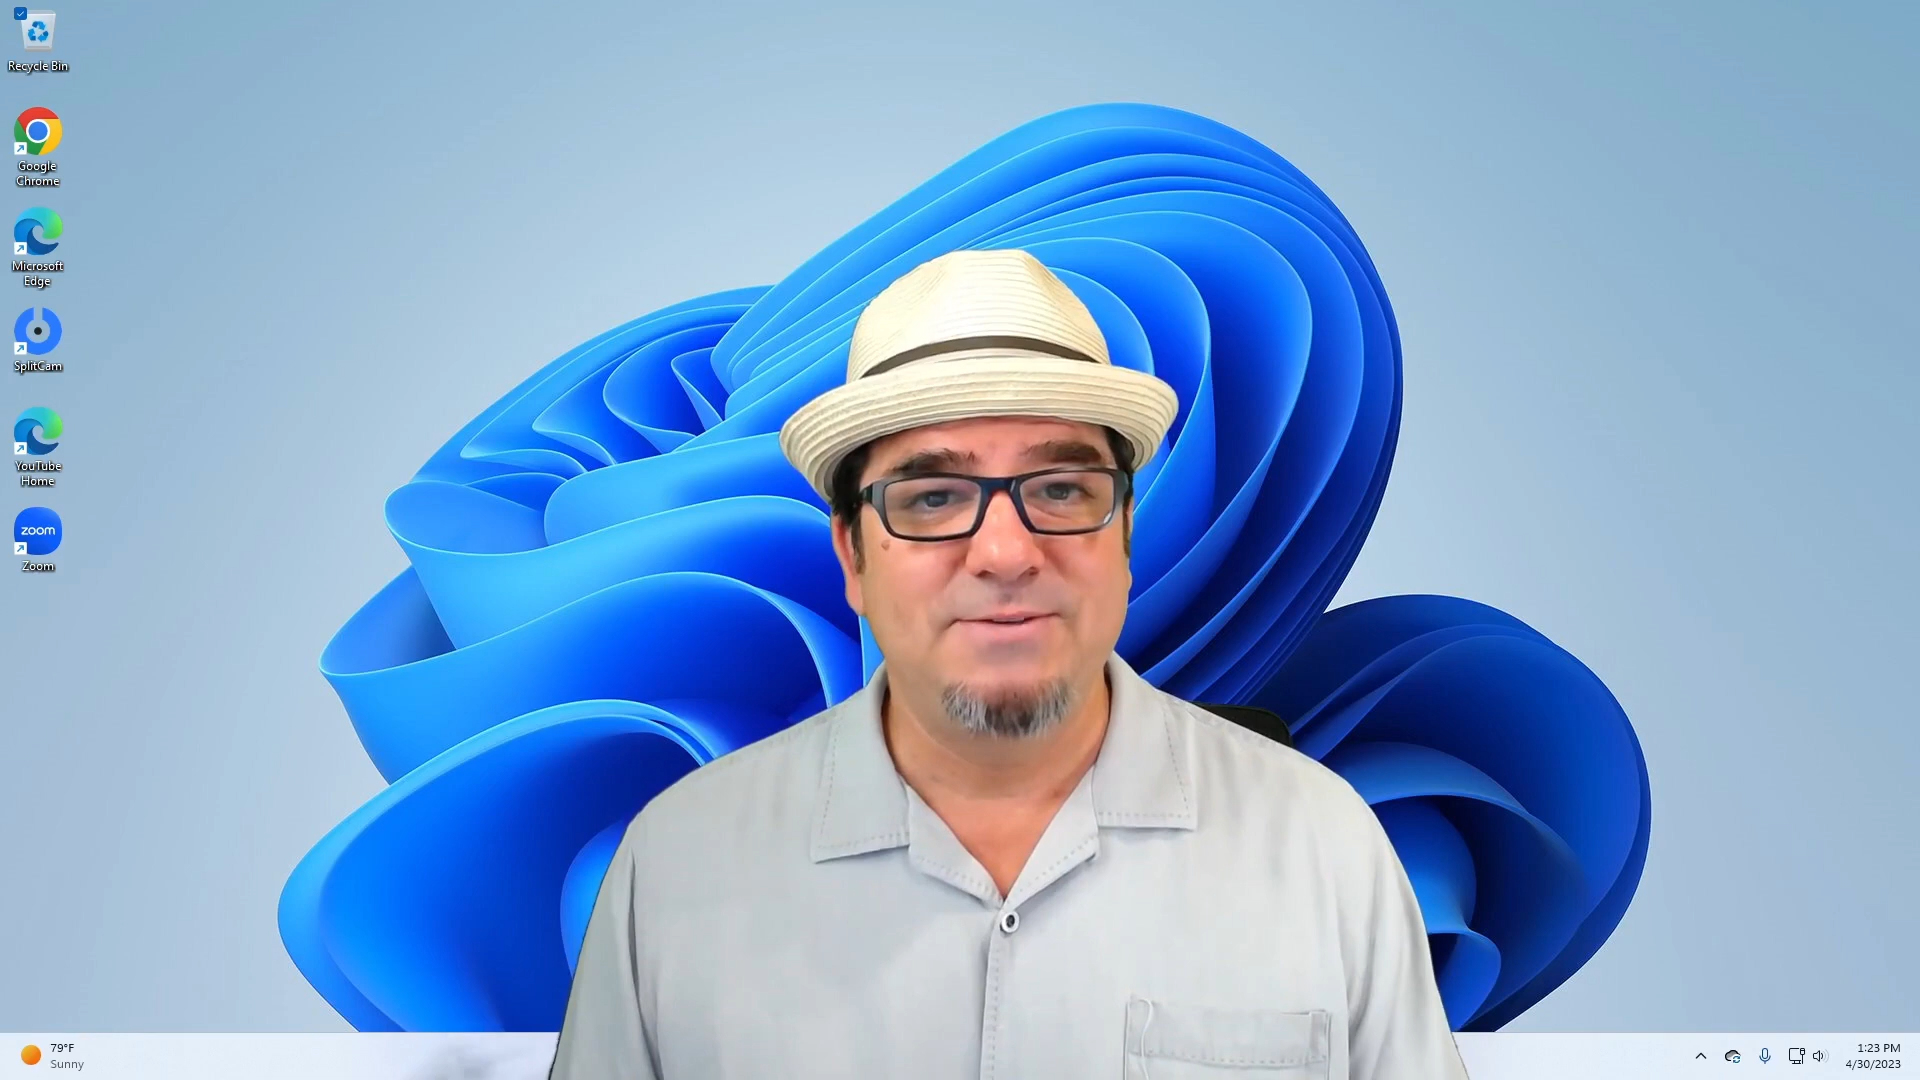 Recycle Bin
Google
Chrome
Microsoft
Edge
SplitCam
YouTube
Home
zoom
Zoom
79°F
Sunny
1:23 PM
4/30/2023